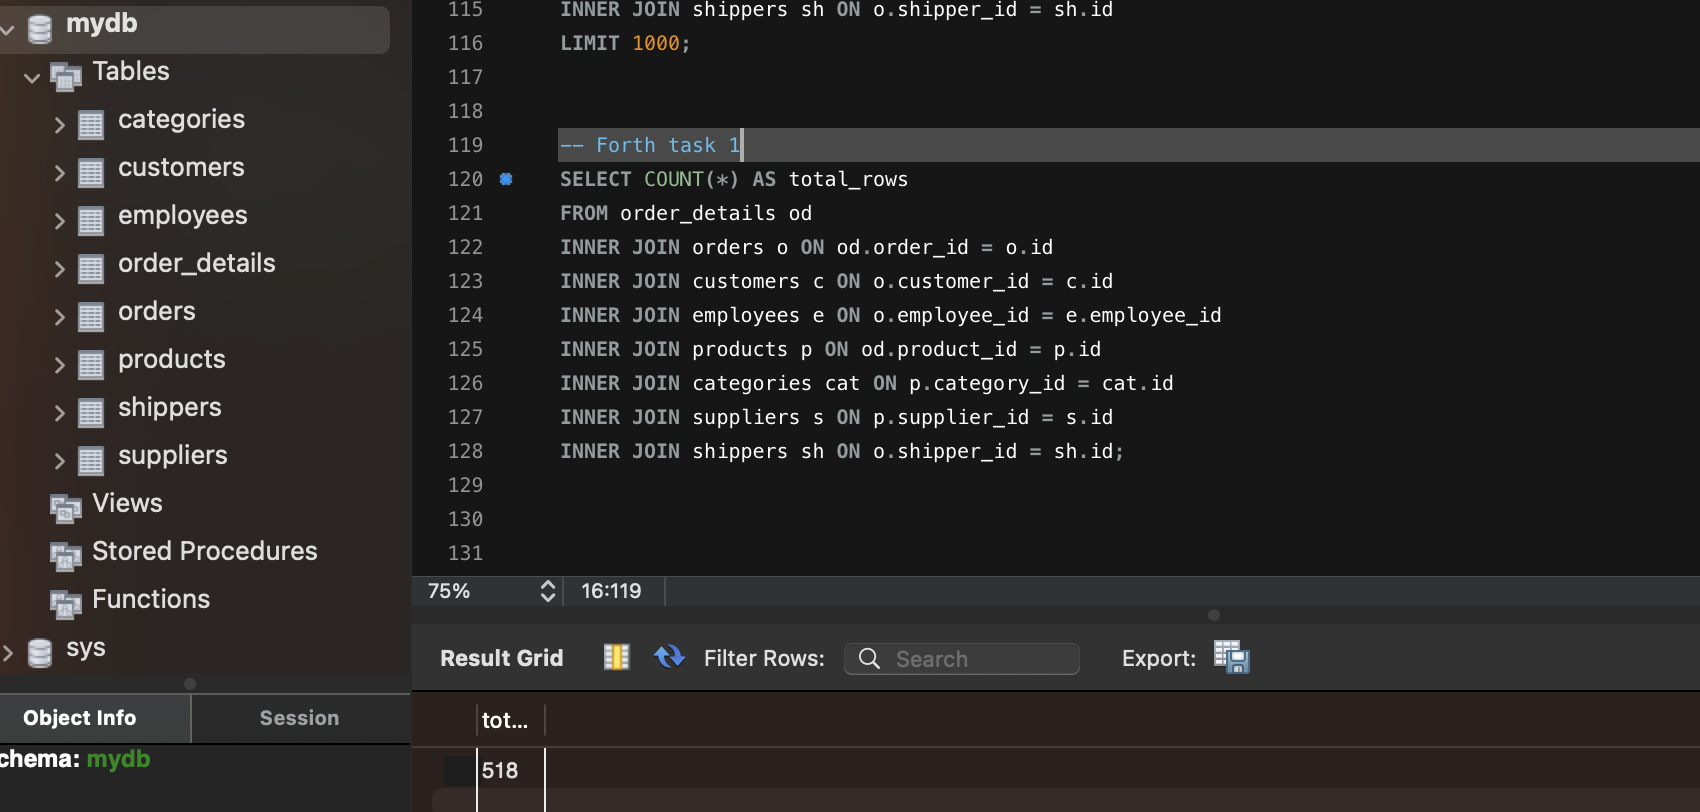 mydb
Tables
categories
customers
employees
order_details
orders
products
shippers
suppliers
Views
Stored Procedures
Functions
sys
Object Info
Session
chema: mydb
115 INNER JOIN shippers sh ON o.shipper_id = sh.id
116 LIMIT 1000;
117
118
119 -- Forth task 1
120 SELECT COUNT(*) AS total_rows
121 FROM order_details od
122 INNER JOIN orders o ON od.order_id = o.id
123 INNER JOIN customers c ON o.customer_id = c.id
124 INNER JOIN employees e ON o.employee_id = e.employee_id
125 INNER JOIN products p ON od.product_id = p.id
126 INNER JOIN categories cat ON p.category_id = cat.id
127 INNER JOIN suppliers s ON p.supplier_id = s.id
128 INNER JOIN shippers sh ON o.shipper_id = sh.id;
129
130
131
75% 16:119
Result Grid Filter Rows: Search Export:
tot...
518